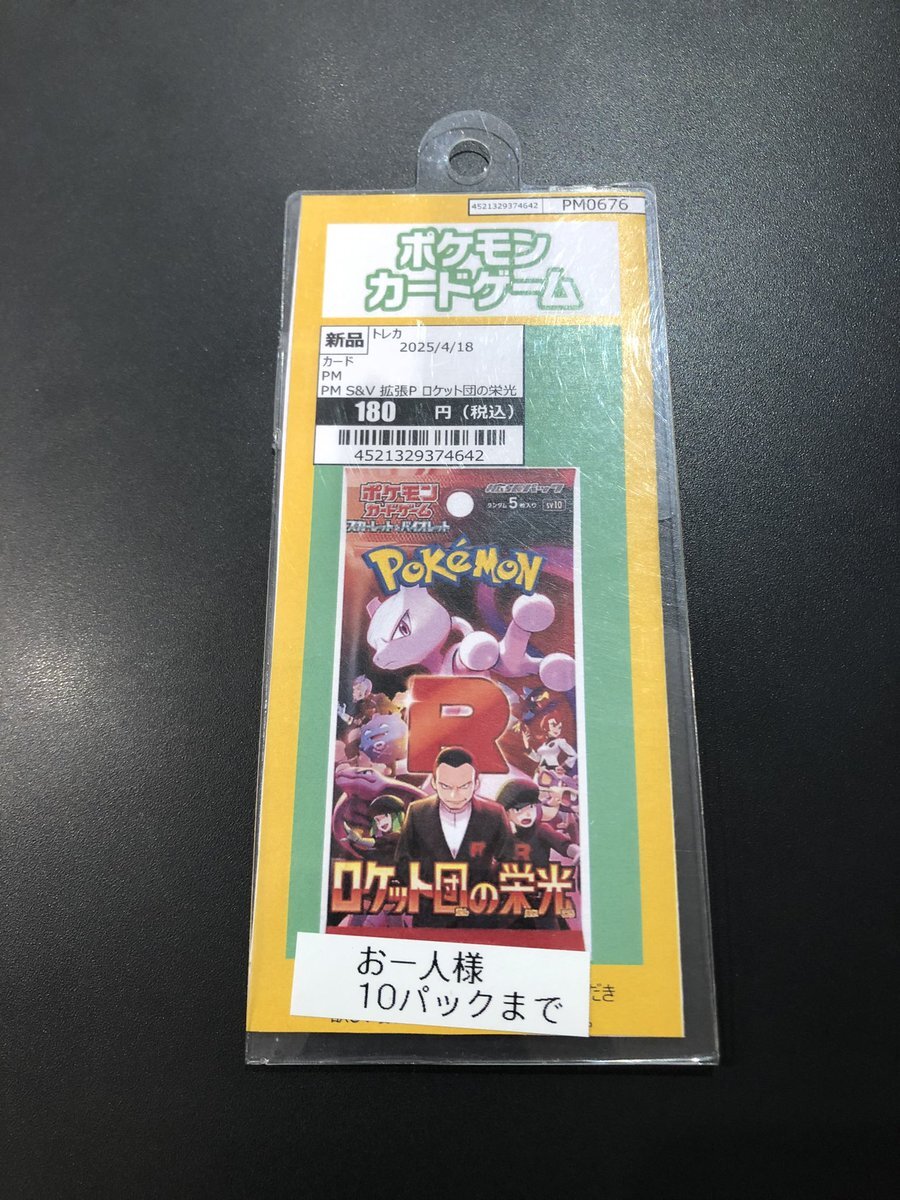 4521329374642 PM0676
ポケモン
カードゲーム
新品 トレカ
2025/4/18
カード
PM
PM S&V 拡張P ロケット団の栄光
180 円（税込）
4521329374642
ポケモン
カードゲーム
スカーレット&バイオレット
拡張パック
ランダム5枚入り sv10
POKéMON
R
R
ロケット団の栄光
お一人様
10パックまで
だき